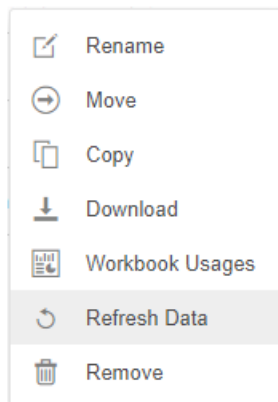 Rename
Move
Copy
Download
Workbook Usages
Refresh Data
Remove